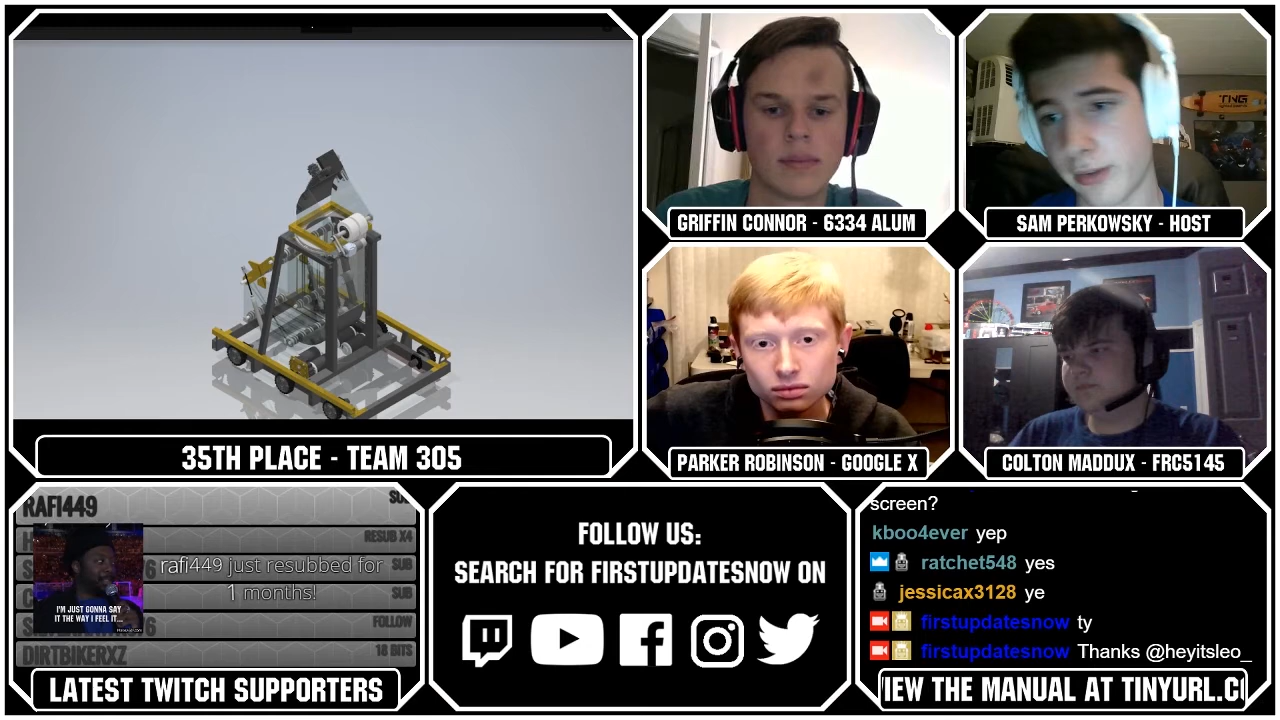 35TH PLACE - TEAM 305
GRIFFIN CONNOR - 6334 ALUM
TNG
SAM PERKOWSKY - HOST
PARKER ROBINSON - GOOGLE X
COLTON MADDUX - FRC5145
RAFI449
RESUB X4
rafi449 just resubbed for
1 months!
SUB
SUB
I'M JUST GONNA SAY
IT THE WAY I FEEL IT...
FOLLOW
DIRTBIKERXZ
18 BITS
LATEST TWITCH SUPPORTERS
FOLLOW US:
SEARCH FOR FIRSTUPDATESNOW ON
screen?
kboo4ever yep
ratchet548 yes
jessicax3128 ye
firstupdatesnow ty
firstupdatesnow Thanks @heyitsleo_
VIEW THE MANUAL AT TINYURL.CO